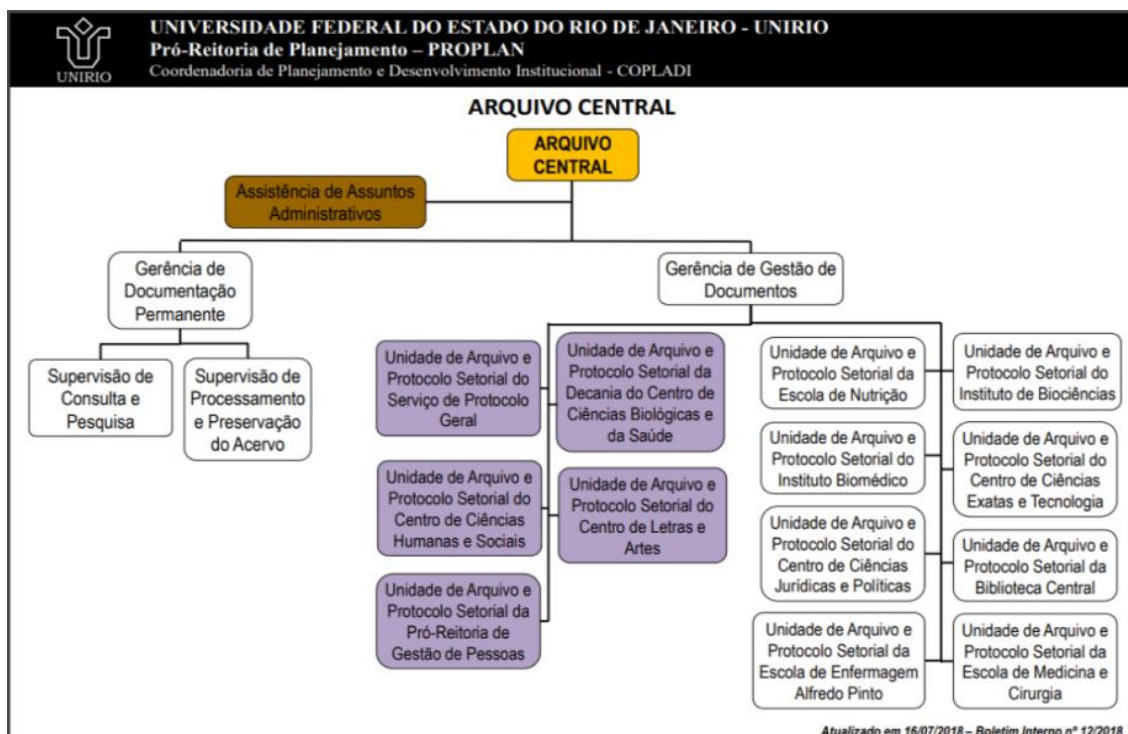 UNIVERSIDADE FEDERAL DO ESTADO DO RIO DE JANEIRO - UNIRIO
Pró-Reitoria de Planejamento – PROPLAN
Coordenadoria de Planejamento e Desenvolvimento Institucional - COPLADI
UNIRIO
ARQUIVO CENTRAL
ARQUIVO
CENTRAL
Assistência de Assuntos
Administrativos
Gerência de
Documentação
Permanente
Gerência de Gestão de
Documentos
Supervisão de
Consulta e
Pesquisa
Supervisão de
Processamento
e Preservação
do Acervo
Unidade de Arquivo e
Protocolo Setorial do
Serviço de Protocolo
Geral
Unidade de Arquivo e
Protocolo Setorial da
Decania do Centro de
Ciências Biológicas e
da Saúde
Unidade de Arquivo e
Protocolo Setorial da
Escola de Nutrição
Unidade de Arquivo e
Protocolo Setorial do
Instituto de Biociências
Unidade de Arquivo e
Protocolo Setorial do
Centro de Ciências
Humanas e Sociais
Unidade de Arquivo e
Protocolo Setorial do
Centro de Letras e
Artes
Unidade de Arquivo e
Protocolo Setorial do
Instituto Biomédico
Unidade de Arquivo e
Protocolo Setorial do
Centro de Ciências
Exatas e Tecnologia
Unidade de Arquivo e
Protocolo Setorial da
Pró-Reitoria de
Gestão de Pessoas
Unidade de Arquivo e
Protocolo Setorial do
Centro de Ciências
Jurídicas e Políticas
Unidade de Arquivo e
Protocolo Setorial da
Biblioteca Central
Unidade de Arquivo e
Protocolo Setorial da
Escola de Enfermagem
Alfredo Pinto
Unidade de Arquivo e
Protocolo Setorial da
Escola de Medicina e
Cirurgia
Atualizado em 16/07/2018 – Boletim Interno nº 12/2018